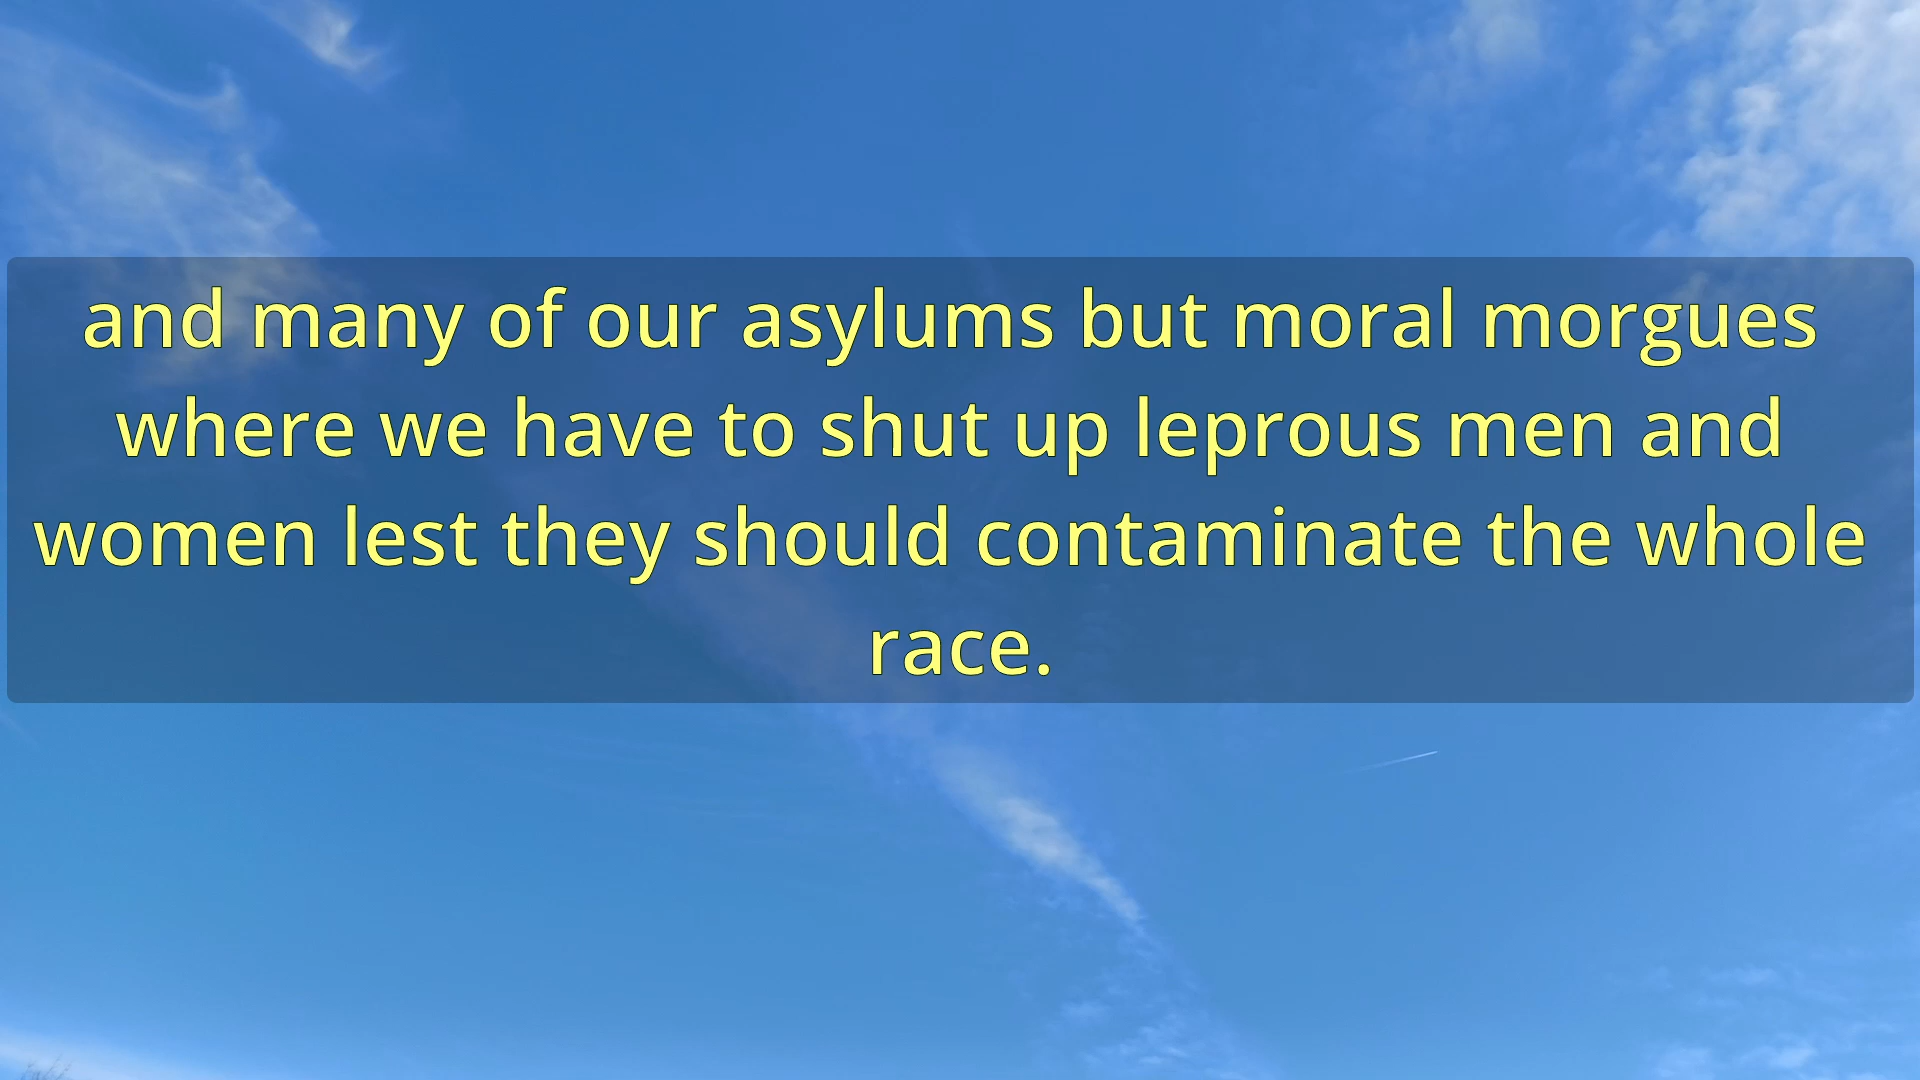 and many of our asylums but moral morgues
where we have to shut up leprous men and
women lest they should contaminate the whole
race.